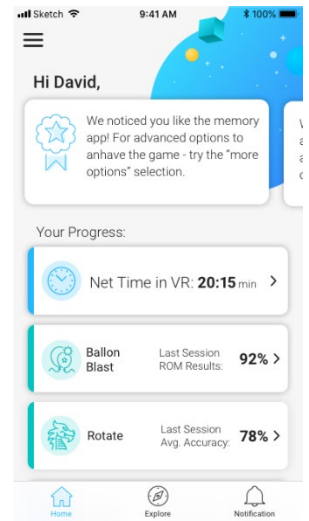 Sketch 9:41 AM 100%
Hi David,
We noticed you like the memory
app! For advanced options to
anhave the game - try the "more
options" selection.
Your Progress:
Net Time in VR: 20:15 min
Ballon
Blast
Last Session
ROM Results:
92%
Rotate
Last Session
Avg. Accuracy:
78%
Home Explore Notification